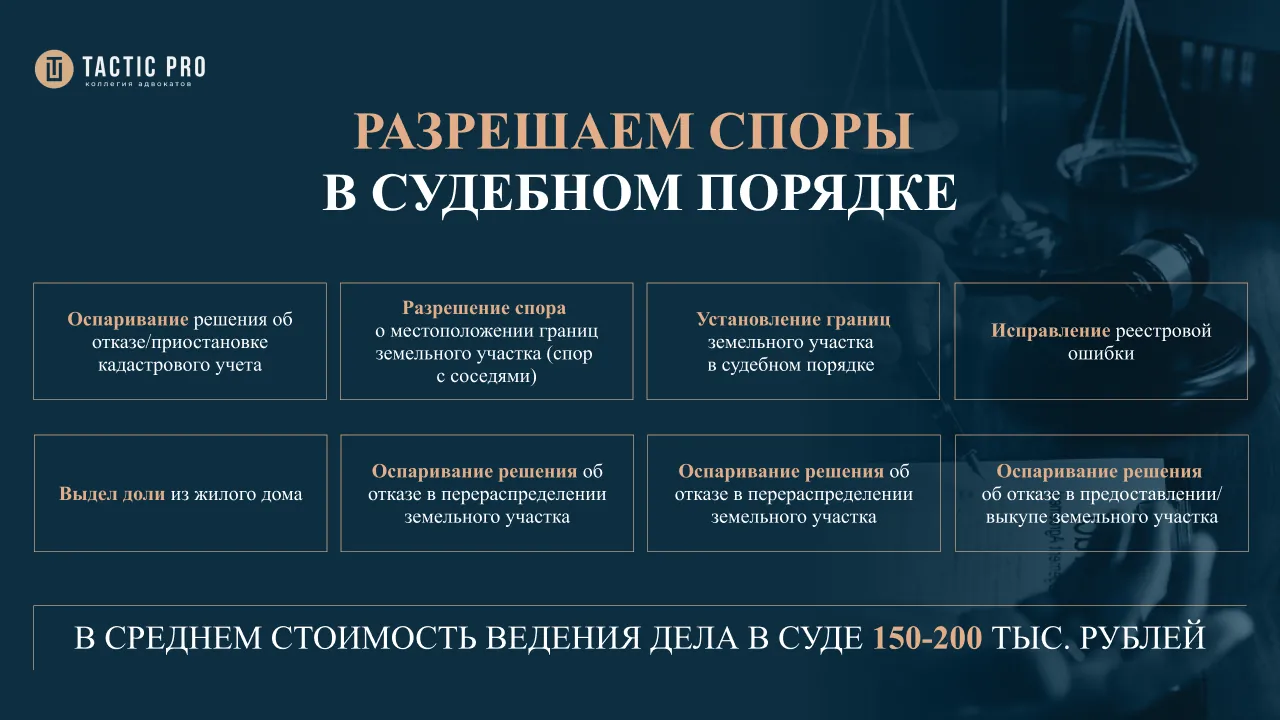 TACTIC PRO
коллегия адвокатов
РАЗРЕШАЕМ СПОРЫ
В СУДЕБНОМ ПОРЯДКЕ
Оспаривание решения об
отказе/приостановке
кадастрового учета
Разрешение спора
о местоположении границ
земельного участка (спор
с соседями)
Установление границ
земельного участка
в судебном порядке
Исправление реестровой
ошибки
Выдел доли из жилого дома
Оспаривание решения об
отказе в перераспределении
земельного участка
Оспаривание решения об
отказе в перераспределении
земельного участка
Оспаривание решения
об отказе в предоставлении/
выкупе земельного участка
В СРЕДНЕМ СТОИМОСТЬ ВЕДЕНИЯ ДЕЛА В СУДЕ 150-200 ТЫС. РУБЛЕЙ